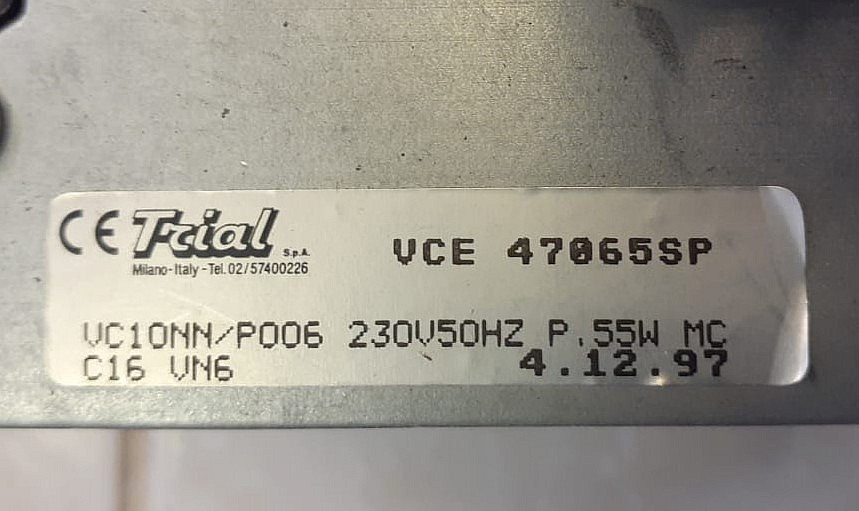 CE Trial S.p.A.
Milano-Italy-Tel.02/57400226
VCE 47065SP
VC10NN/P006 230V50HZ P.55W MC
C16 VN6 4.12.97